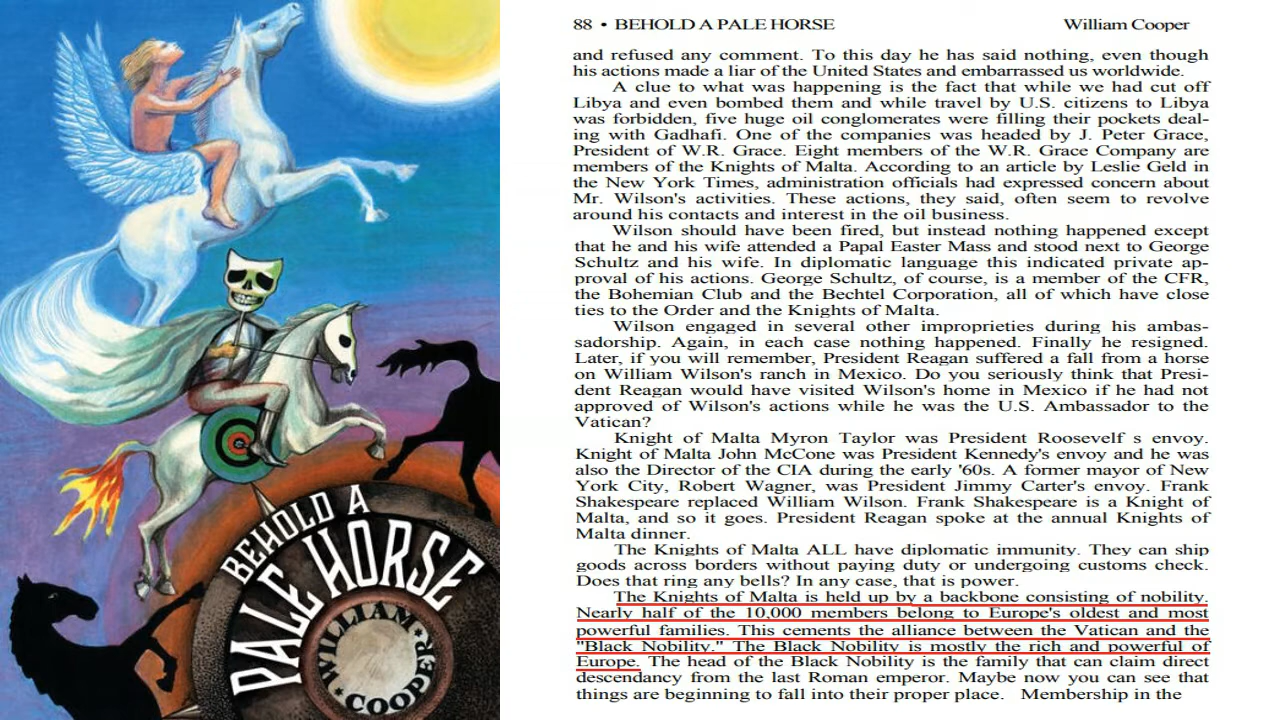 BEHOLD A
PALE HORSE
WILLIAM
COOPER
88 • BEHOLD A PALE HORSE William Cooper
and refused any comment. To this day he has said nothing, even though
his actions made a liar of the United States and embarrassed us worldwide.
A clue to what was happening is the fact that while we had cut off
Libya and even bombed them and while travel by U.S. citizens to Libya
was forbidden, five huge oil conglomerates were filling their pockets deal-
ing with Gadhafi. One of the companies was headed by J. Peter Grace,
President of W.R. Grace. Eight members of the W.R. Grace Company are
members of the Knights of Malta. According to an article by Leslie Geld in
the New York Times, administration officials had expressed concern about
Mr. Wilson's activities. These actions, they said, often seem to revolve
around his contacts and interest in the oil business.
Wilson should have been fired, but instead nothing happened except
that he and his wife attended a Papal Easter Mass and stood next to George
Schultz and his wife. In diplomatic language this indicated private ap-
proval of his actions. George Schultz, of course, is a member of the CFR,
the Bohemian Club and the Bechtel Corporation, all of which have close
ties to the Order and the Knights of Malta.
Wilson engaged in several other improprieties during his ambas-
sadorship. Again, in each case nothing happened. Finally he resigned.
Later, if you will remember, President Reagan suffered a fall from a horse
on William Wilson's ranch in Mexico. Do you seriously think that Presi-
dent Reagan would have visited Wilson's home in Mexico if he had not
approved of Wilson's actions while he was the U.S. Ambassador to the
Vatican?
Knight of Malta Myron Taylor was President Roosevelf s envoy.
Knight of Malta John McCone was President Kennedy's envoy and he was
also the Director of the CIA during the early '60s. A former mayor of New
York City, Robert Wagner, was President Jimmy Carter's envoy. Frank
Shakespeare replaced William Wilson. Frank Shakespeare is a Knight of
Malta, and so it goes. President Reagan spoke at the annual Knights of
Malta dinner.
The Knights of Malta ALL have diplomatic immunity. They can ship
goods across borders without paying duty or undergoing customs check.
Does that ring any bells? In any case, that is power.
The Knights of Malta is held up by a backbone consisting of nobility.
Nearly half of the 10,000 members belong to Europe's oldest and most
powerful families. This cements the alliance between the Vatican and the
"Black Nobility." The Black Nobility is mostly the rich and powerful of
Europe. The head of the Black Nobility is the family that can claim direct
descendancy from the last Roman emperor. Maybe now you can see that
things are beginning to fall into their proper place. Membership in the